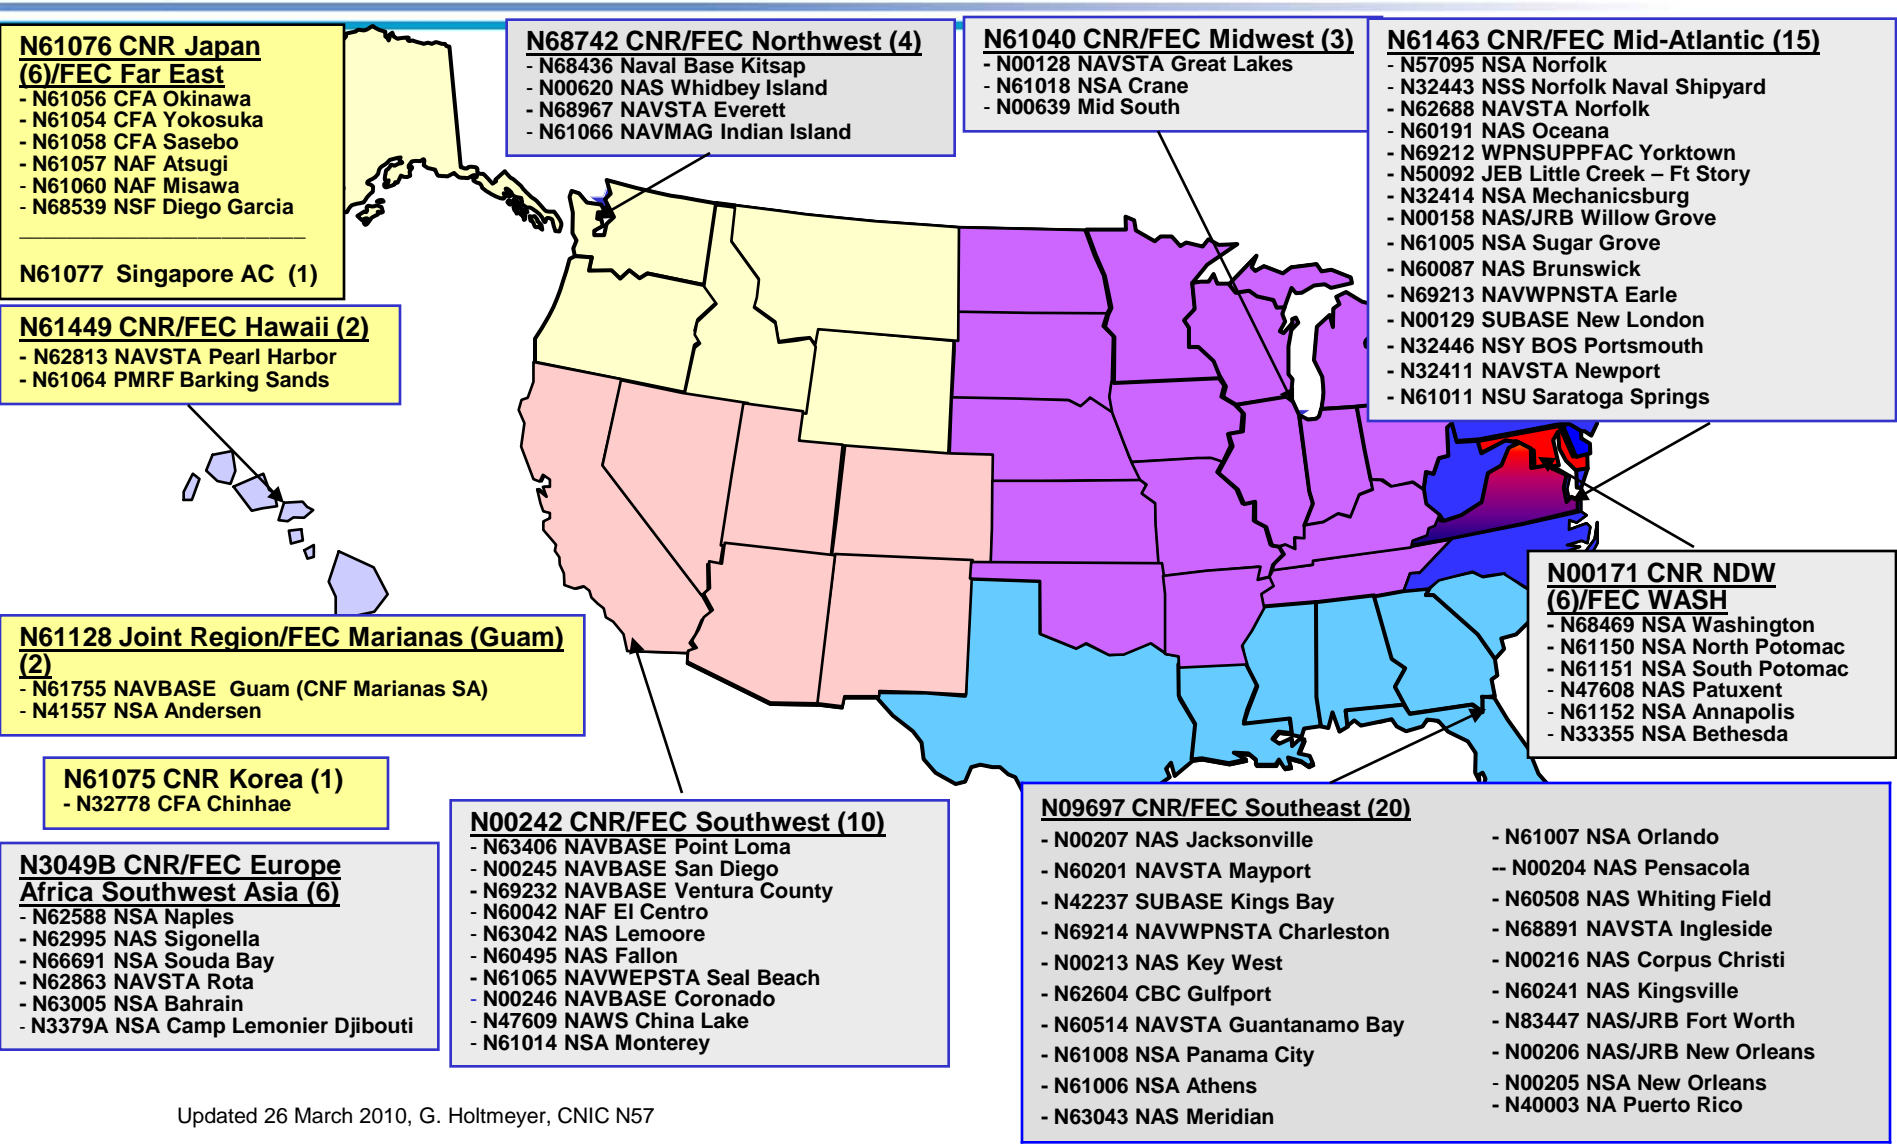 N61076 CNR Japan
(6)/FEC Far East
- N61056 CFA Okinawa
- N61054 CFA Yokosuka
- N61058 CFA Sasebo
- N61057 NAF Atsugi
- N61060 NAF Misawa
- N68539 NSF Diego Garcia
N61077 Singapore AC (1)
N61449 CNR/FEC Hawaii (2)
- N62813 NAVSTA Pearl Harbor
- N61064 PMRF Barking Sands
N61128 Joint Region/FEC Marianas (Guam)
(2)
- N61755 NAVBASE Guam (CNF Marianas SA)
- N41557 NSA Andersen
N61075 CNR Korea (1)
- N32778 CFA Chinhae
N3049B CNR/FEC Europe
Africa Southwest Asia (6)
- N62588 NSA Naples
- N62995 NAS Sigonella
- N66691 NSA Souda Bay
- N62863 NAVSTA Rota
- N63005 NSA Bahrain
- N3379A NSA Camp Lemonier Djibouti
N68742 CNR/FEC Northwest (4)
- N68436 Naval Base Kitsap
- N00620 NAS Whidbey Island
- N68967 NAVSTA Everett
- N61066 NAVMAG Indian Island
N61040 CNR/FEC Midwest (3)
- N00128 NAVSTA Great Lakes
- N61018 NSA Crane
- N00639 Mid South
N61463 CNR/FEC Mid-Atlantic (15)
- N57095 NSA Norfolk
- N32443 NSS Norfolk Naval Shipyard
- N62688 NAVSTA Norfolk
- N60191 NAS Oceana
- N69212 WPNSUPPFAC Yorktown
- N50092 JEB Little Creek – Ft Story
- N32414 NSA Mechanicsburg
- N00158 NAS/JRB Willow Grove
- N61005 NSA Sugar Grove
- N60087 NAS Brunswick
- N69213 NAVWPNSTA Earle
- N00129 SUBASE New London
- N32446 NSY BOS Portsmouth
- N32411 NAVSTA Newport
- N61011 NSU Saratoga Springs
N00171 CNR NDW
(6)/FEC WASH
- N68469 NSA Washington
- N61150 NSA North Potomac
- N61151 NSA South Potomac
- N47608 NAS Patuxent
- N61152 NSA Annapolis
- N33355 NSA Bethesda
N00242 CNR/FEC Southwest (10)
- N63406 NAVBASE Point Loma
- N00245 NAVBASE San Diego
- N69232 NAVBASE Ventura County
- N60042 NAF El Centro
- N63042 NAS Lemoore
- N60495 NAS Fallon
- N61065 NAVWEPSTA Seal Beach
- N00246 NAVBASE Coronado
- N47609 NAWS China Lake
- N61014 NSA Monterey
N09697 CNR/FEC Southeast (20)
- N00207 NAS Jacksonville
- N60201 NAVSTA Mayport
- N42237 SUBASE Kings Bay
- N69214 NAVWPNSTA Charleston
- N00213 NAS Key West
- N62604 CBC Gulfport
- N60514 NAVSTA Guantanamo Bay
- N61008 NSA Panama City
- N61006 NSA Athens
- N63043 NAS Meridian
- N61007 NSA Orlando
-- N00204 NAS Pensacola
- N60508 NAS Whiting Field
- N68891 NAVSTA Ingleside
- N00216 NAS Corpus Christi
- N60241 NAS Kingsville
- N83447 NAS/JRB Fort Worth
- N00206 NAS/JRB New Orleans
- N00205 NSA New Orleans
- N40003 NA Puerto Rico
Updated 26 March 2010, G. Holtmeyer, CNIC N57